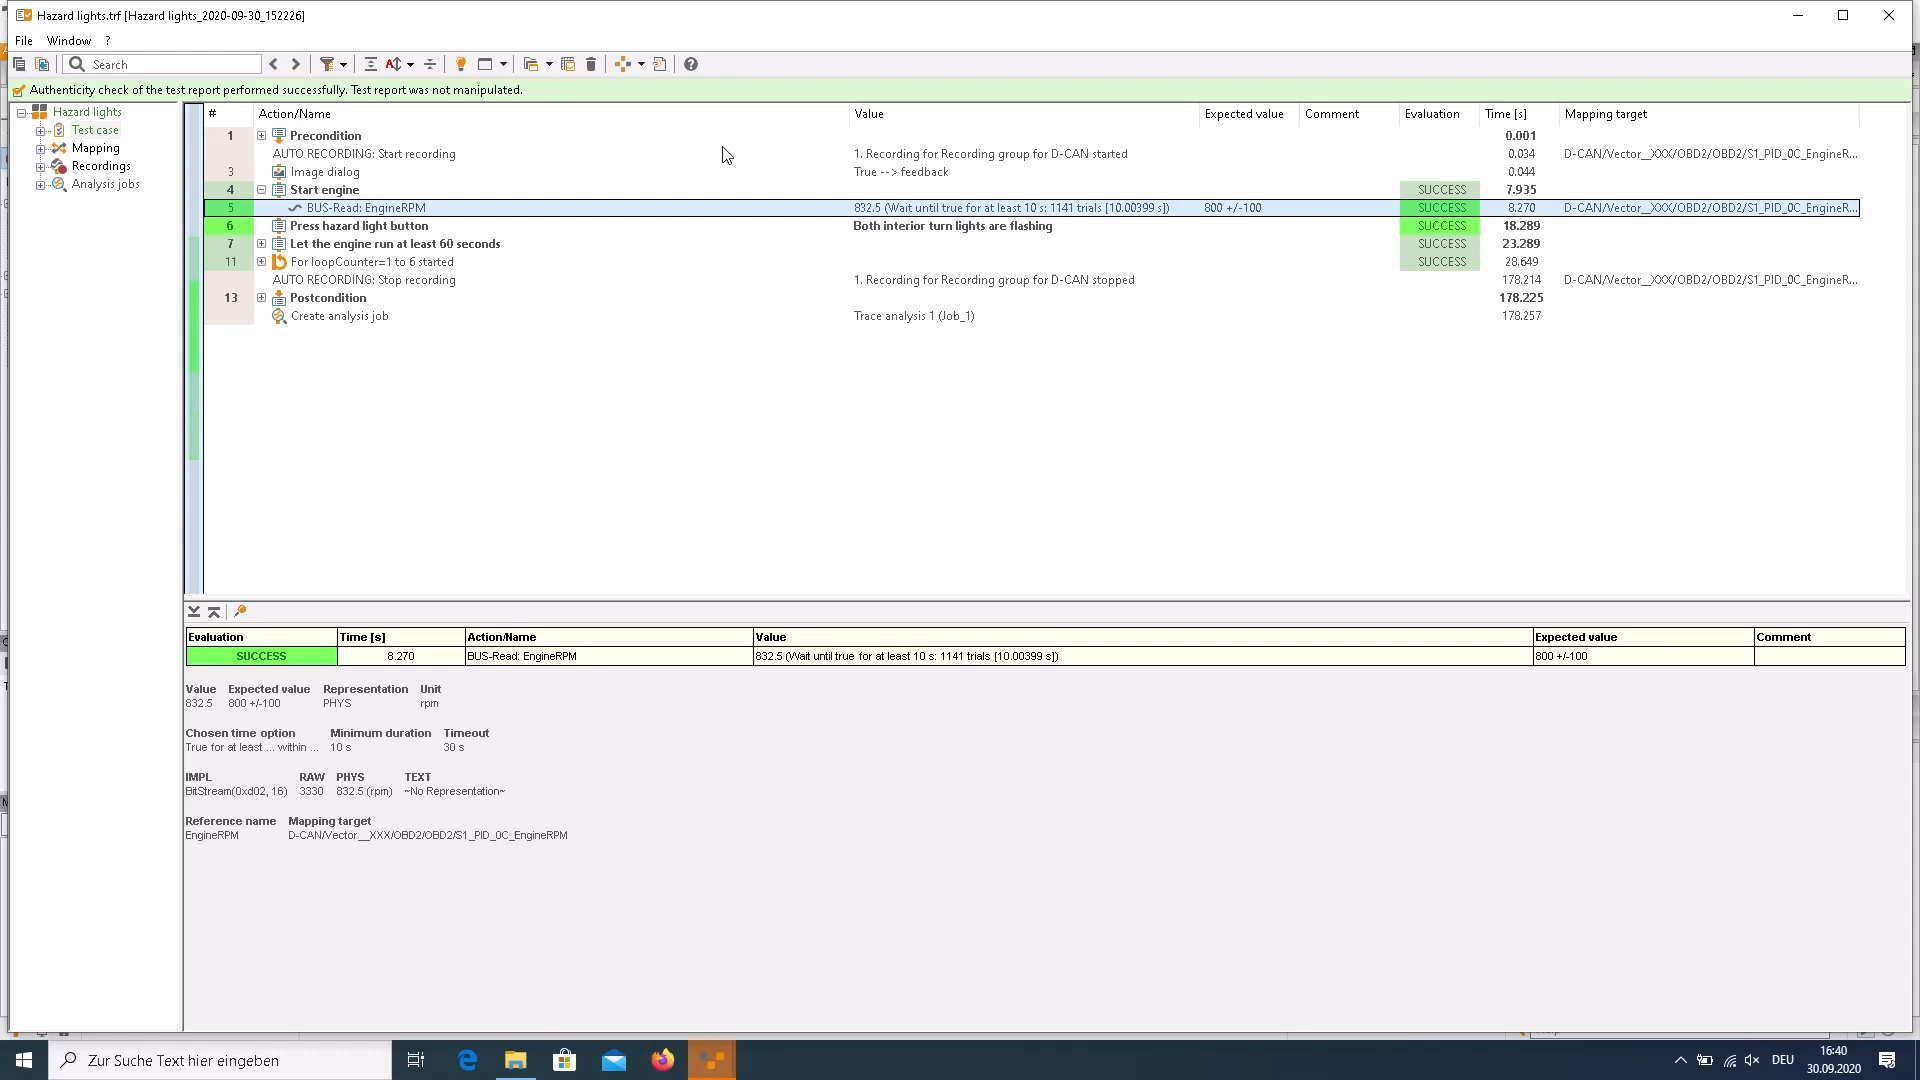 Hazard lights.trf [Hazard lights_2020-09-30_152226]
File Window ?
Search
Authenticity check of the test report performed successfully. Test report was not manipulated.
Hazard lights
Test case
Mapping
Recordings
Analysis jobs
# Action/Name Value Expected value Comment Evaluation Time [s] Mapping target
1 Precondition 0.001
AUTO RECORDING: Start recording 1. Recording for Recording group for D-CAN started 0.034 D-CAN/Vector__XXX/OBD2/OBD2/S1_PID_0C_EngineR...
3 Image dialog True --> feedback 0.044
4 Start engine SUCCESS 7.935
5 BUS-Read: EngineRPM 832.5 (Wait until true for at least 10 s: 1141 trials [10.00399 s]) 800 +/-100 SUCCESS 8.270 D-CAN/Vector__XXX/OBD2/OBD2/S1_PID_0C_EngineR...
6 Press hazard light button Both interior turn lights are flashing SUCCESS 18.289
7 Let the engine run at least 60 seconds SUCCESS 23.289
11 For loopCounter=1 to 6 started SUCCESS 28.649
AUTO RECORDING: Stop recording 1. Recording for Recording group for D-CAN stopped 178.214 D-CAN/Vector__XXX/OBD2/OBD2/S1_PID_0C_EngineR...
13 Postcondition 178.225
Create analysis job Trace analysis 1 (Job_1) 178.257
Evaluation Time [s] Action/Name Value Expected value Comment
SUCCESS 8.270 BUS-Read: EngineRPM 832.5 (Wait until true for at least 10 s: 1141 trials [10.00399 s]) 800 +/-100
Value Expected value Representation Unit
832.5 800 +/-100 PHYS rpm
Chosen time option Minimum duration Timeout
True for at least ... within ... 10 s 30 s
IMPL RAW PHYS TEXT
BitStream(0xd02, 16) 3330 832.5 (rpm) ~No Representation~
Reference name Mapping target
EngineRPM D-CAN/Vector__XXX/OBD2/OBD2/S1_PID_0C_EngineRPM
Zur Suche Text hier eingeben
DEU
16:40
30.09.2020